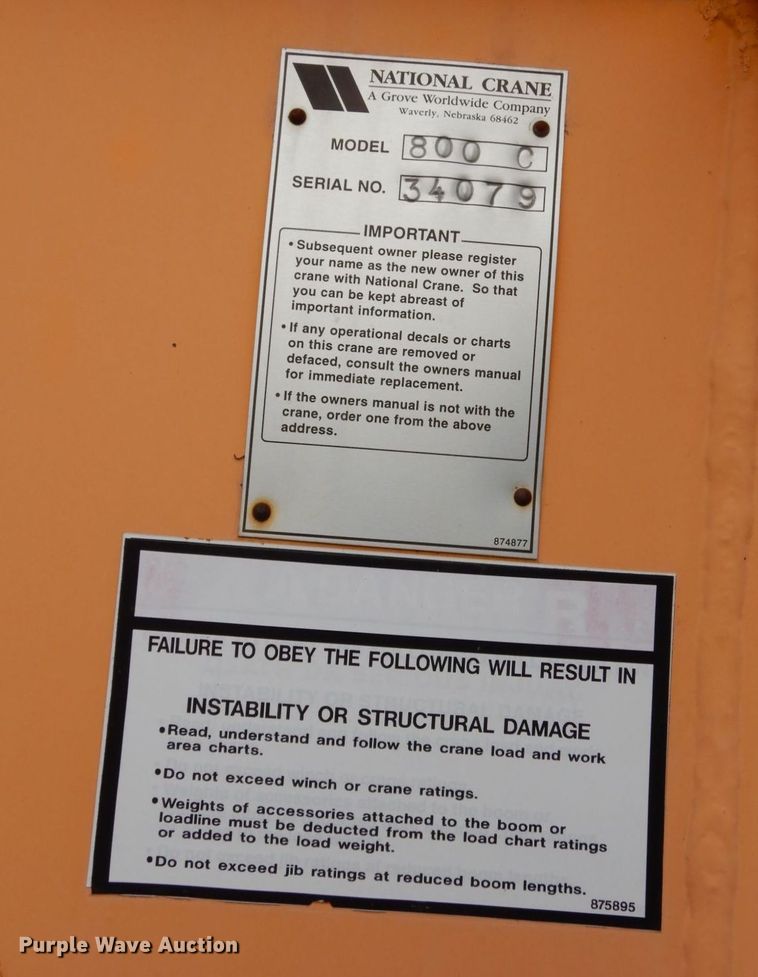 NATIONAL CRANE
A Grove Worldwide Company
Waverly, Nebraska 68462
MODEL 800 C
SERIAL NO. 34079
IMPORTANT
• Subsequent owner please register
your name as the new owner of this
crane with National Crane. So that
you can be kept abreast of
important information.
• If any operational decals or charts
on this crane are removed or
defaced, consult the owners manual
for immediate replacement.
• If the owners manual is not with the
crane, order one from the above
address.
874877
FAILURE TO OBEY THE FOLLOWING WILL RESULT IN
INSTABILITY OR STRUCTURAL DAMAGE
• Read, understand and follow the crane load and work
area charts.
• Do not exceed winch or crane ratings.
• Weights of accessories attached to the boom or
loadline must be deducted from the load chart ratings
or added to the load weight.
• Do not exceed jib ratings at reduced boom lengths.
875895
Purple Wave Auction